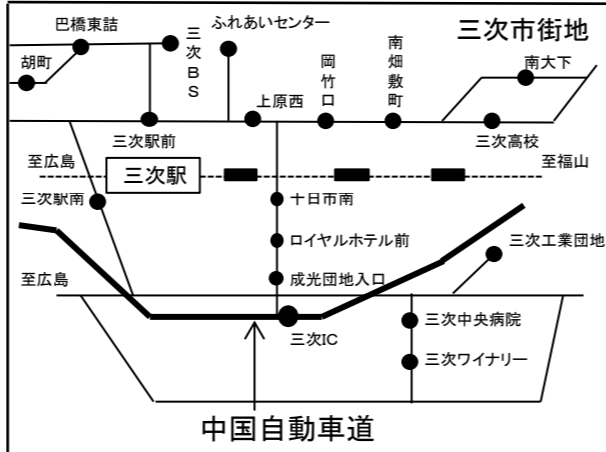 三次市街地
巴橋東詰
三次BS
ふれあいセンター
胡町
岡竹口
南畑敷町
南大下
上原西
三次駅前
三次高校
至広島
三次駅
至福山
三次駅南
十日市南
ロイヤルホテル前
三次工業団地
至広島
成光団地入口
三次IC
三次中央病院
三次ワイナリー
中国自動車道